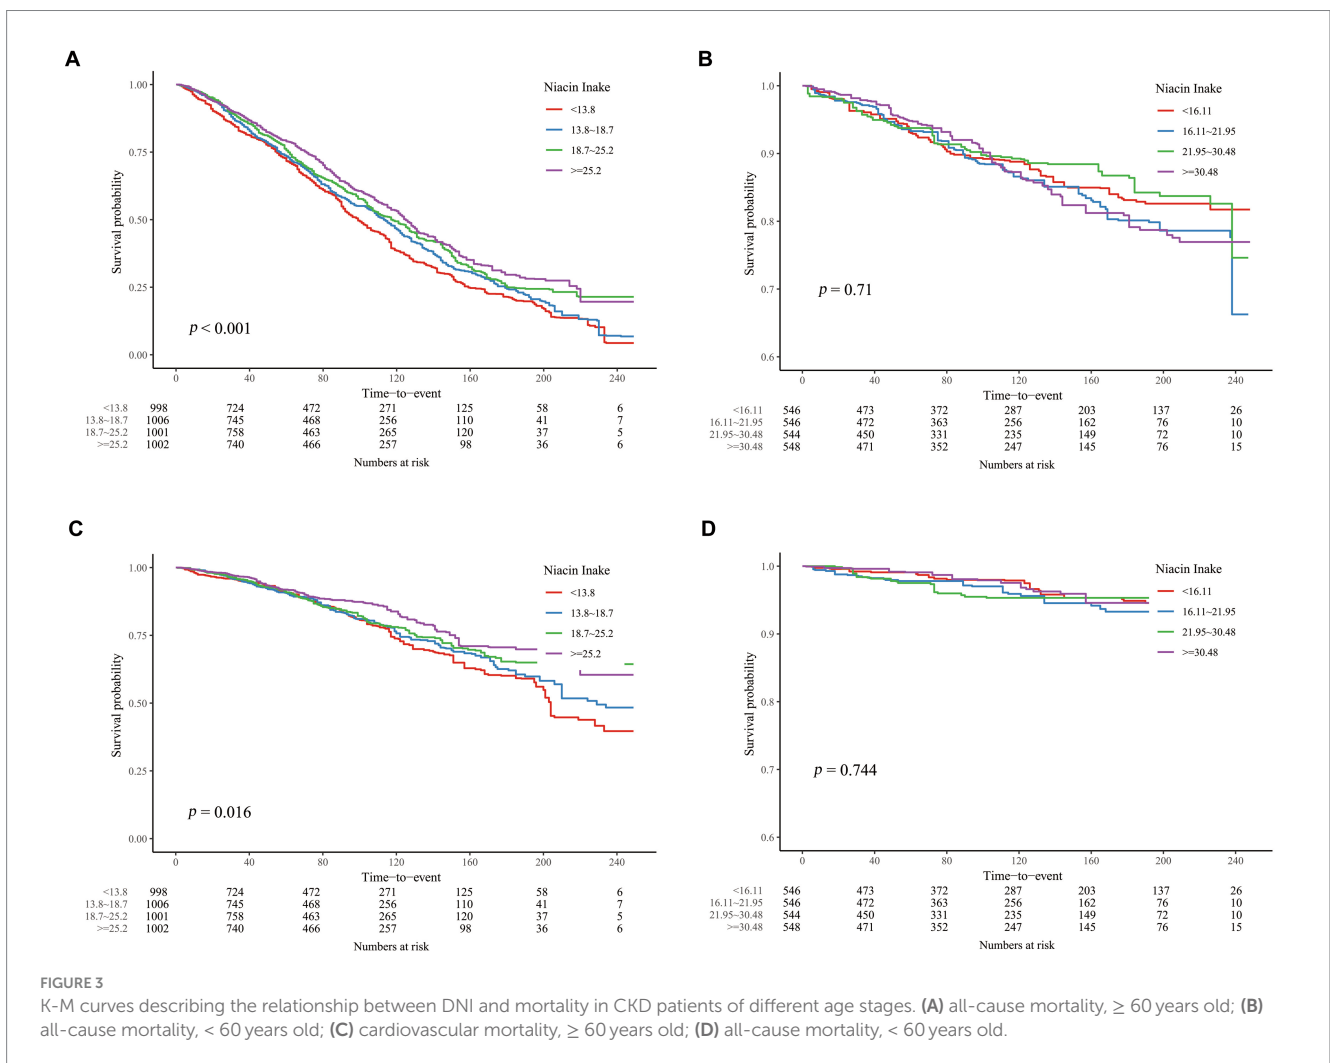 A
Survival probability
1.00
0.75
0.50
0.25
0.00
Niacin Inake
<13.8
13.8~18.7
18.7~25.2
>=25.2
p < 0.001
0 40 80 120 160 200 240
Time-to-event
<13.8 998 724 472 271 125 58 6
13.8~18.7 1006 745 468 256 110 41 7
18.7~25.2 1001 758 463 265 120 37 5
>=25.2 1002 740 466 257 98 36 6
Numbers at risk
B
Survival probability
1.0
0.9
0.8
0.7
0.6
Niacin Inake
<16.11
16.11~21.95
21.95~30.48
>=30.48
p = 0.71
0 40 80 120 160 200 240
Time-to-event
<16.11 546 473 372 287 203 137 26
16.11~21.95 546 472 363 256 162 76 10
21.95~30.48 544 450 331 235 149 72 10
>=30.48 548 471 352 247 145 76 15
Numbers at risk
C
Survival probability
1.00
0.75
0.50
0.25
0.00
Niacin Inake
<13.8
13.8~18.7
18.7~25.2
>=25.2
p = 0.016
0 40 80 120 160 200 240
Time-to-event
<13.8 998 724 472 271 125 58 6
13.8~18.7 1006 745 468 256 110 41 7
18.7~25.2 1001 758 463 265 120 37 5
>=25.2 1002 740 466 257 98 36 6
Numbers at risk
D
Survival probability
1.0
0.9
0.8
0.7
0.6
Niacin Inake
<16.11
16.11~21.95
21.95~30.48
>=30.48
p = 0.744
0 40 80 120 160 200 240
Time-to-event
<16.11 546 473 372 287 203 137 26
16.11~21.95 546 472 363 256 162 76 10
21.95~30.48 544 450 331 235 149 72 10
>=30.48 548 471 352 247 145 76 15
Numbers at risk
FIGURE 3
K-M curves describing the relationship between DNI and mortality in CKD patients of different age stages. (A) all-cause mortality, ≥ 60 years old; (B)
all-cause mortality, < 60 years old; (C) cardiovascular mortality, ≥ 60 years old; (D) all-cause mortality, < 60 years old.